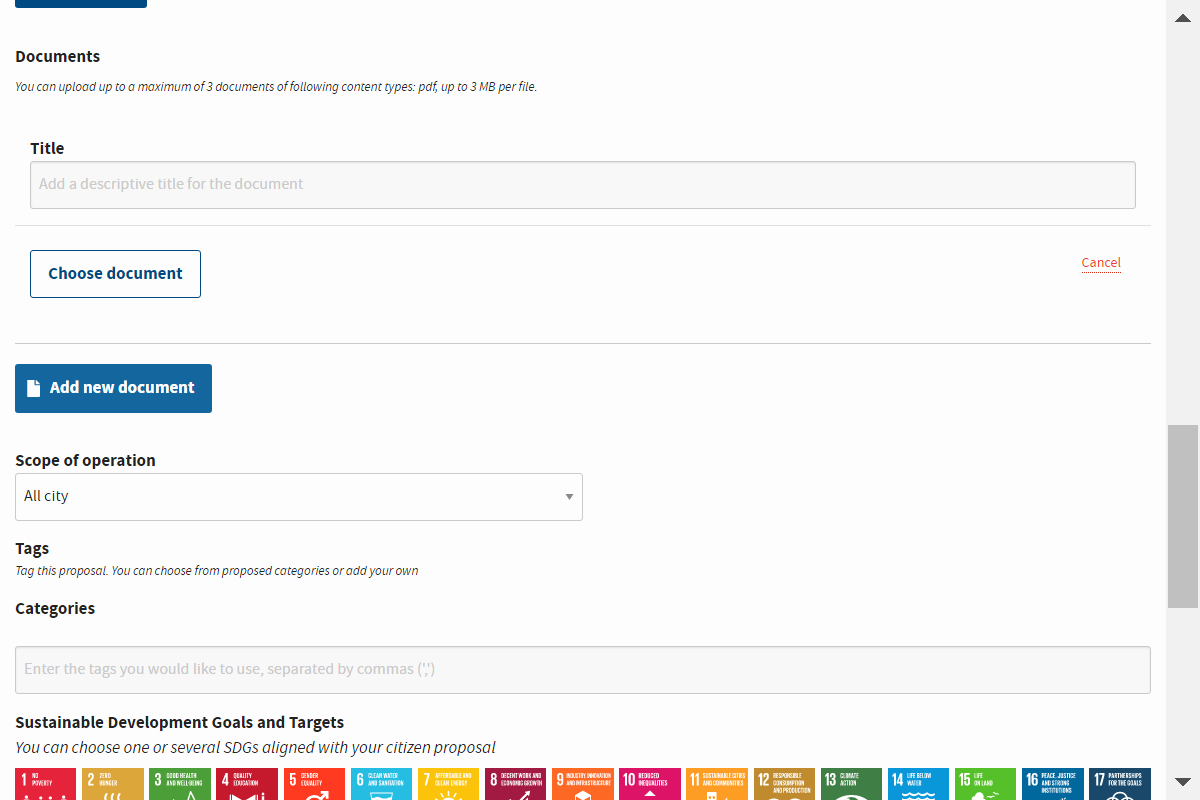 Documents
You can upload up to a maximum of 3 documents of following content types: pdf, up to 3 MB per file.
Title
Add a descriptive title for the document
Choose document
Cancel
Add new document
Scope of operation
All city
Tags
Tag this proposal. You can choose from proposed categories or add your own
Categories
Enter the tags you would like to use, separated by commas (',')
Sustainable Development Goals and Targets
You can choose one or several SDGs aligned with your citizen proposal
1 NO POVERTY
2 ZERO HUNGER
3 GOOD HEALTH AND WELL-BEING
4 QUALITY EDUCATION
5 GENDER EQUALITY
6 CLEAN WATER AND SANITATION
7 AFFORDABLE AND CLEAN ENERGY
8 DECENT WORK AND ECONOMIC GROWTH
9 INDUSTRY, INNOVATION AND INFRASTRUCTURE
10 REDUCED INEQUALITIES
11 SUSTAINABLE CITIES AND COMMUNITIES
12 RESPONSIBLE CONSUMPTION AND PRODUCTION
13 CLIMATE ACTION
14 LIFE BELOW WATER
15 LIFE ON LAND
16 PEACE, JUSTICE AND STRONG INSTITUTIONS
17 PARTNERSHIPS FOR THE GOALS